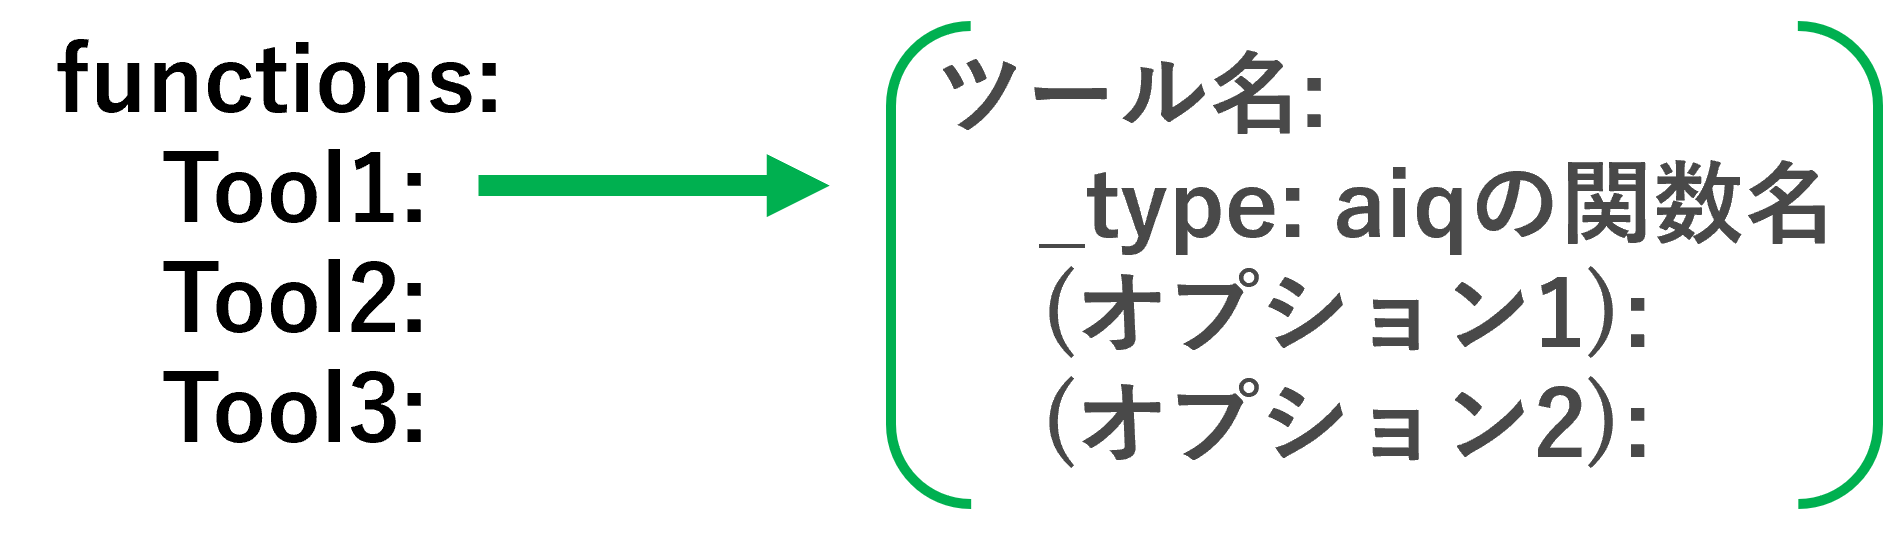 functions:
Tool1:
Tool2:
Tool3:
ツール名:
_type: aiqの関数名
(オプション1):
(オプション2):